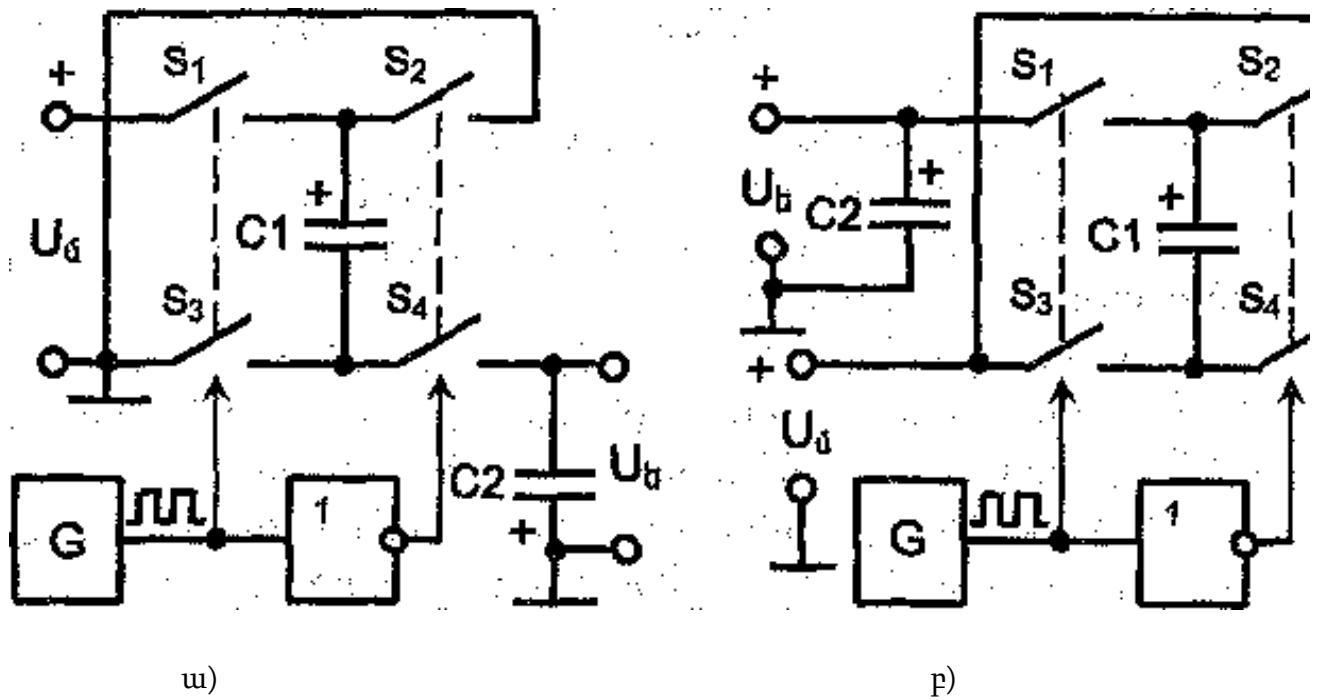 S₁ S₂ S₁ S₂
+ +
+ C1 Uե C2 + + C1
Uմ
S₃ S₄ S₃ S₄
+
Uմ
C2 Uե
G 1 + G 1
ա) բ)